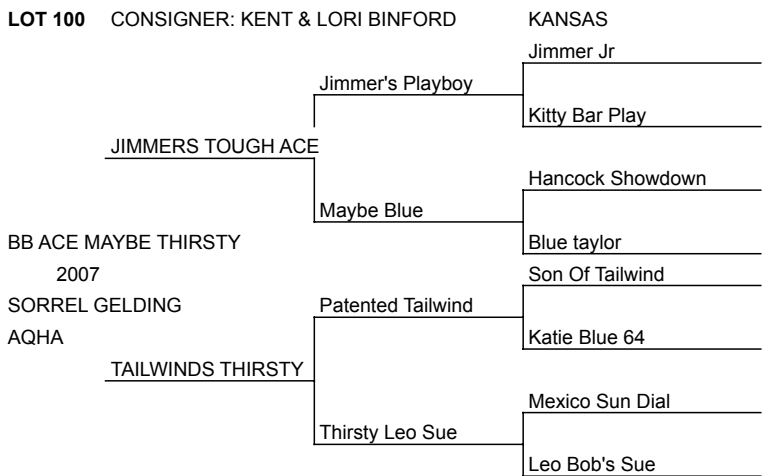 LOT 100 CONSIGNER: KENT & LORI BINFORD KANSAS
Jimmer Jr
Jimmer's Playboy
Kitty Bar Play
JIMMERS TOUGH ACE
Hancock Showdown
Maybe Blue
BB ACE MAYBE THIRSTY Blue taylor
2007 Son Of Tailwind
SORREL GELDING Patented Tailwind
AQHA Katie Blue 64
TAILWINDS THIRSTY
Mexico Sun Dial
Thirsty Leo Sue
Leo Bob's Sue